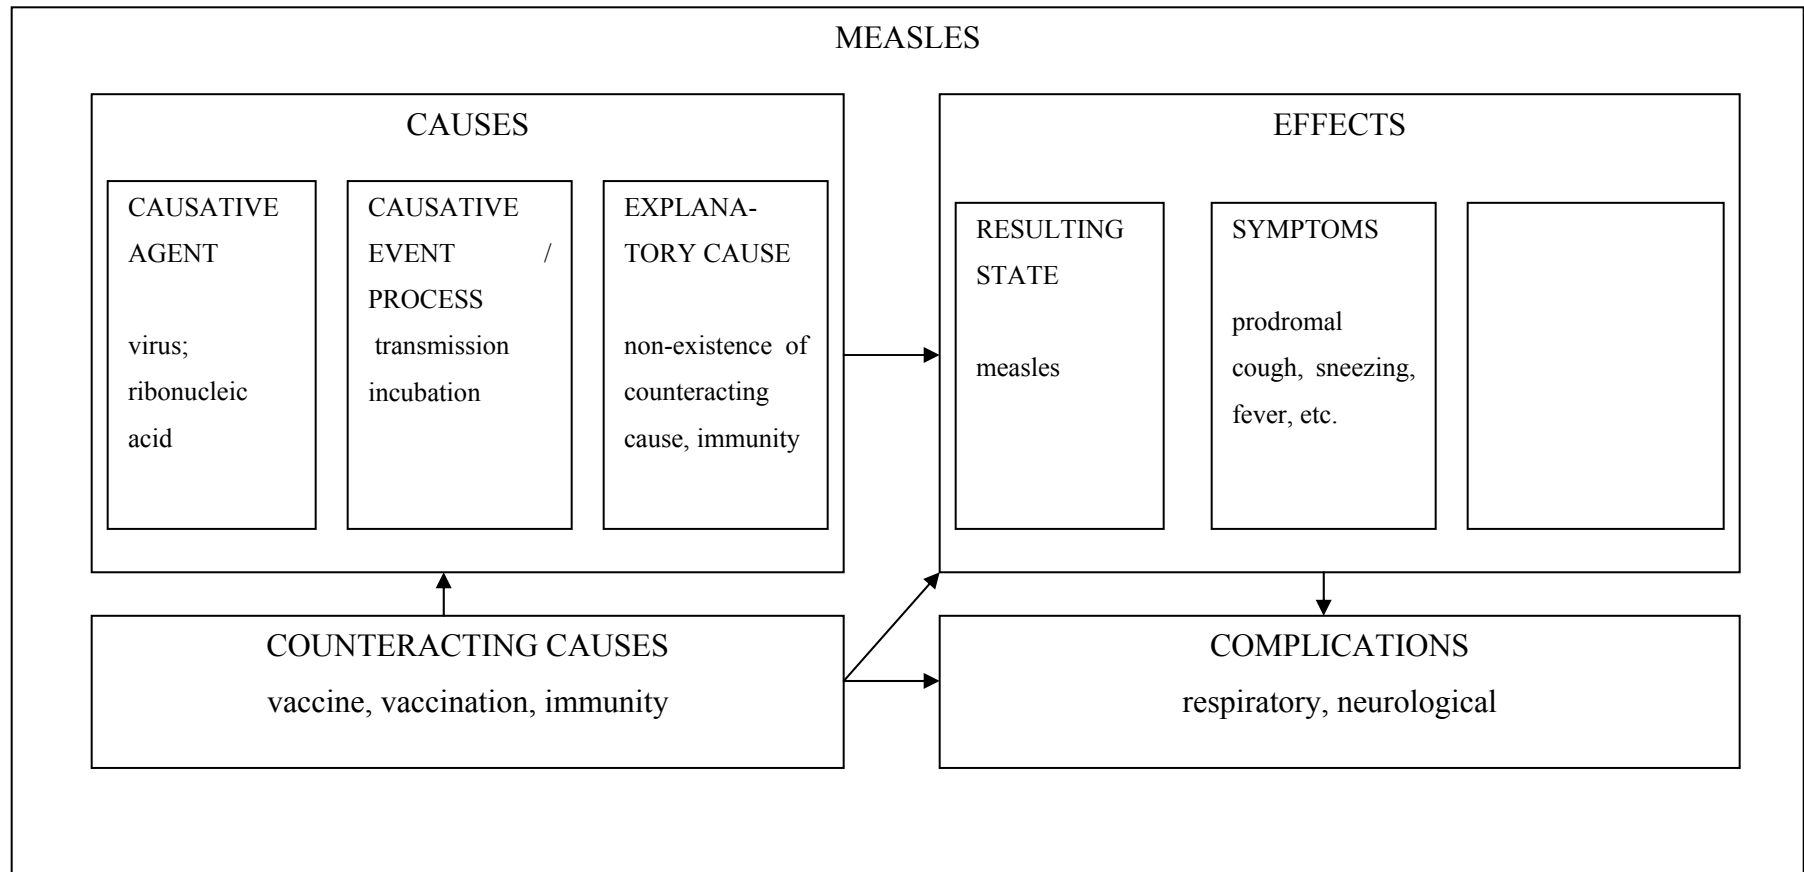 MEASLES
CAUSES
CAUSATIVE
AGENT
virus;
ribonucleic
acid
CAUSATIVE
EVENT /
PROCESS
transmission
incubation
EXPLANA-
TORY CAUSE
non-existence of
counteracting
cause, immunity
EFFECTS
RESULTING
STATE
measles
SYMPTOMS
prodromal
cough, sneezing,
fever, etc.
COUNTERACTING CAUSES
vaccine, vaccination, immunity
COMPLICATIONS
respiratory, neurological